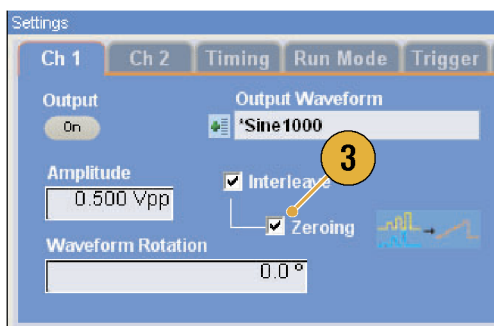 Settings
Ch 1 Ch 2 Timing Run Mode Trigger
Output Output Waveform
On *Sine1000
3
Amplitude Interleave
0.500 Vpp
Zeroing
Waveform Rotation
0.0 °